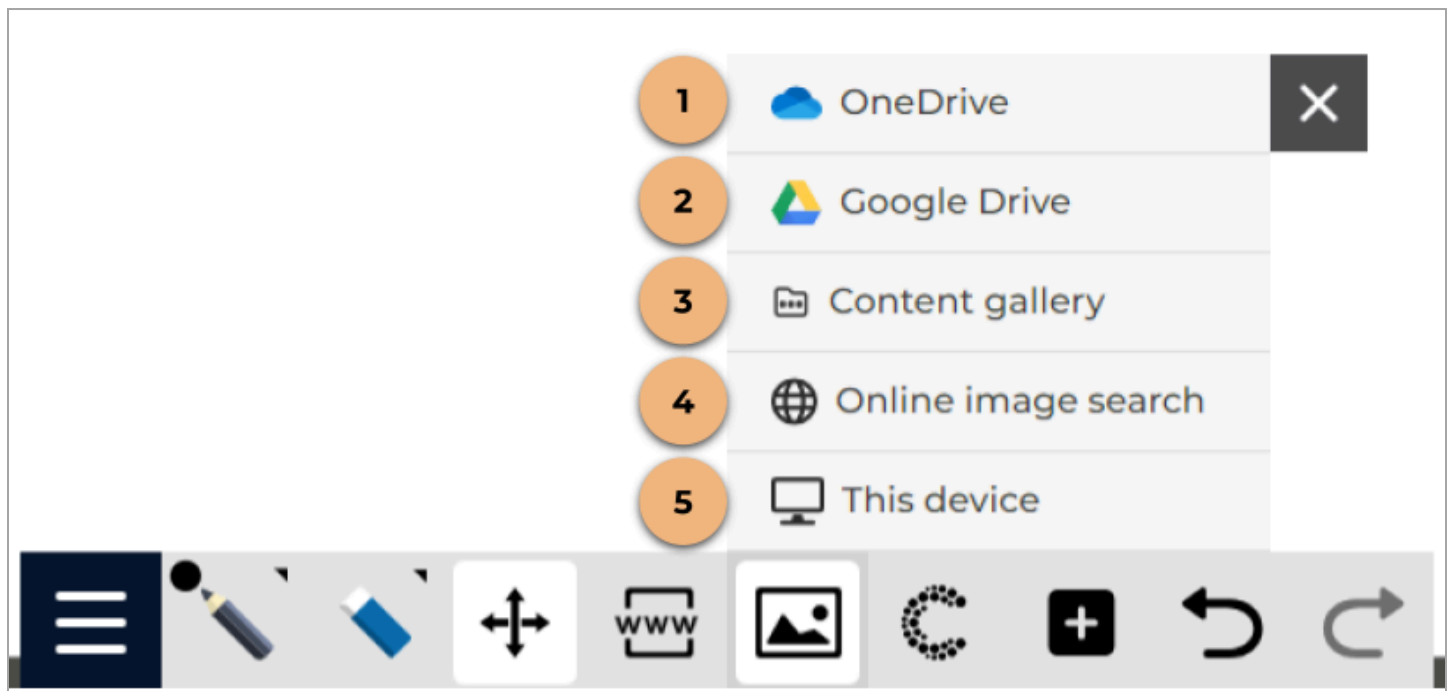 1 OneDrive
2 Google Drive
3 Content gallery
4 Online image search
5 This device
www